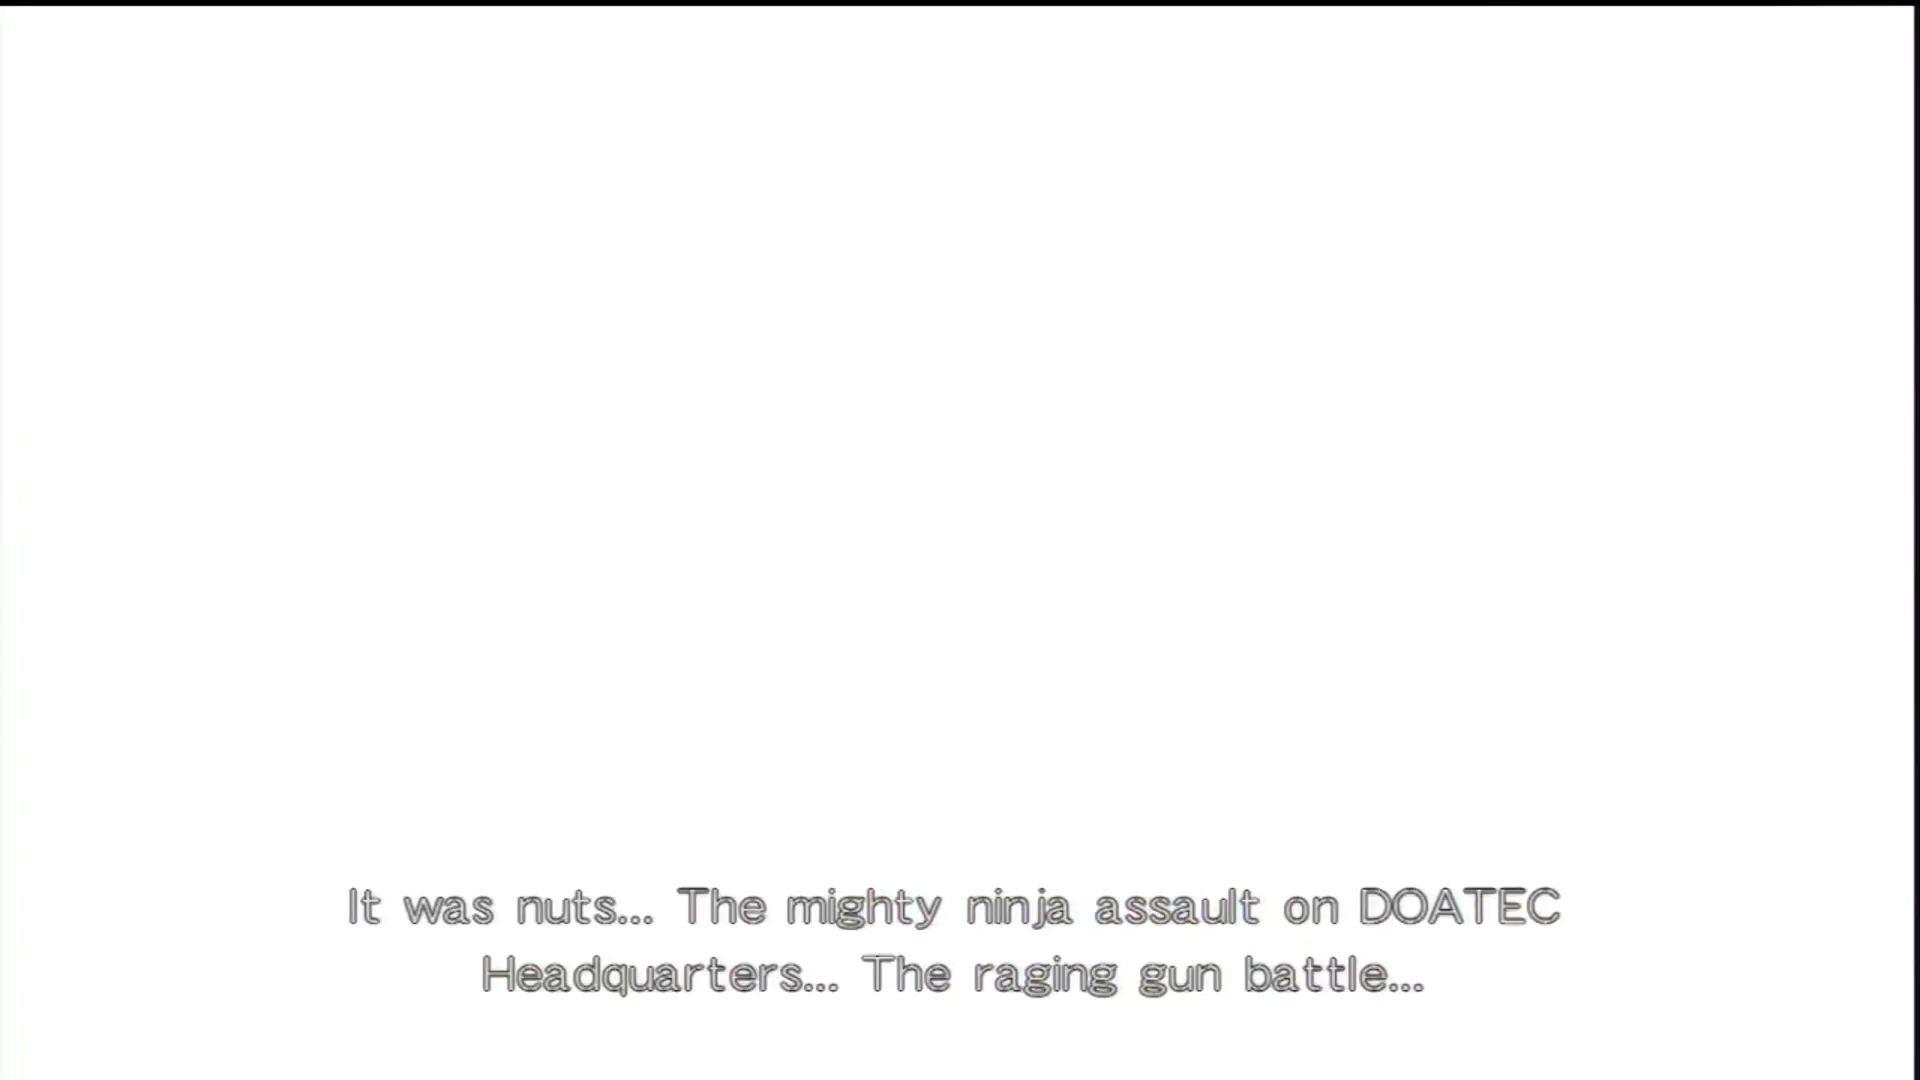 It was nuts... The mighty ninja assault on DOATEC
Headquarters... The raging gun battle...